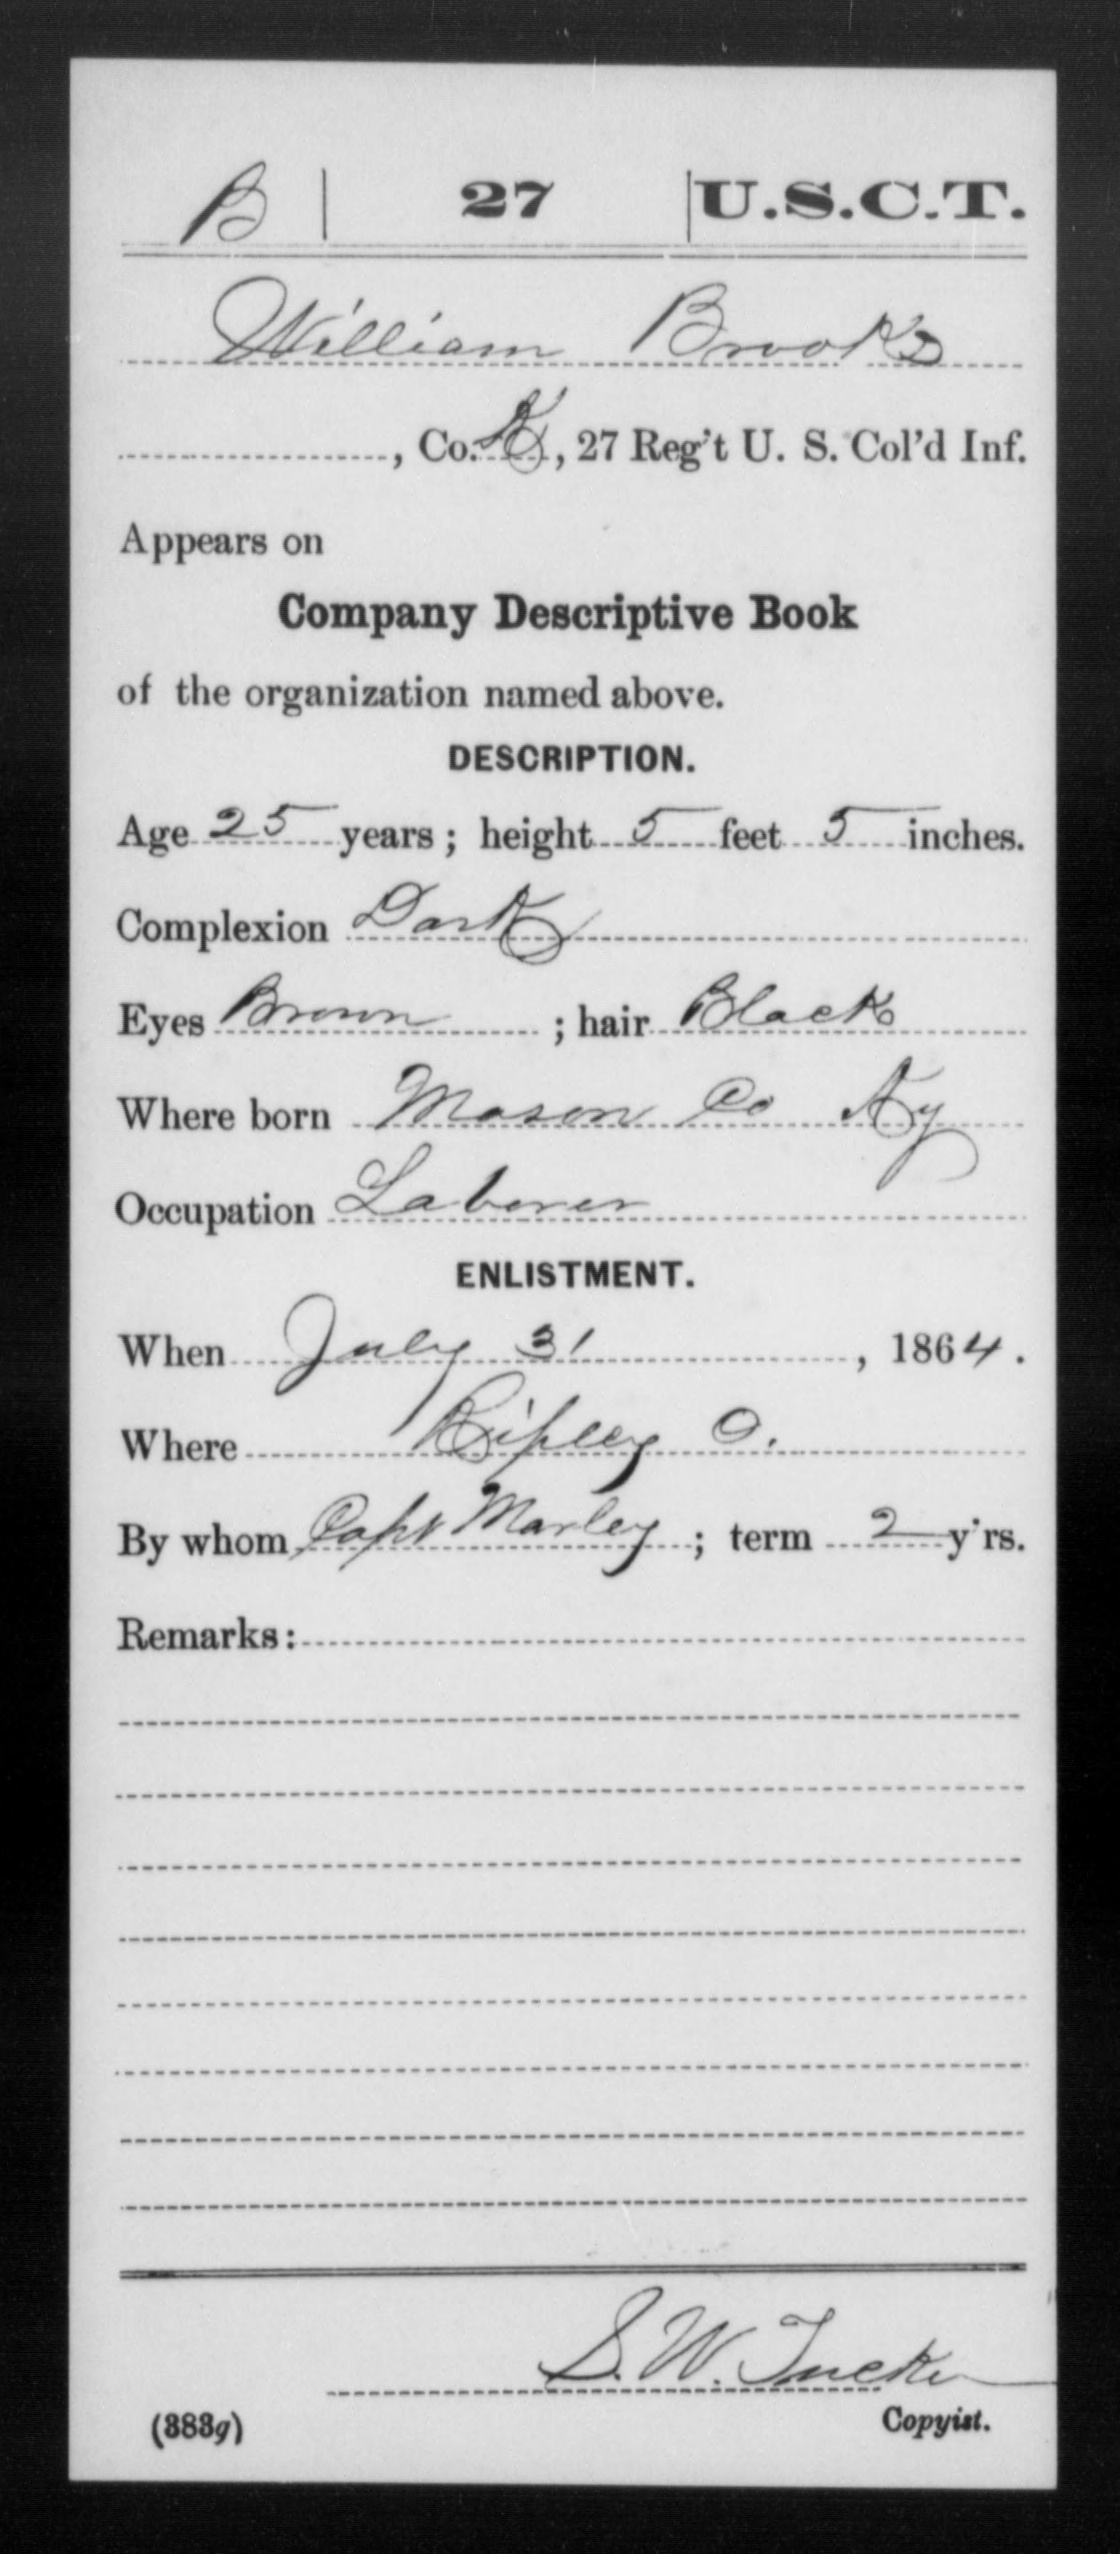 B | 27 | U.S.C.T.
William Brooks
, Co. K, 27 Reg't U. S. Col'd Inf.
Appears on
Company Descriptive Book
of the organization named above.
DESCRIPTION.
Age 25 years; height 5 feet 5 inches.
Complexion Dark
Eyes Brown ; hair Black
Where born Mason Co Ky
Occupation Laborer
ENLISTMENT.
When July 31, 1864.
Where Ripley O.
By whom Capt Marley; term 2 y'rs.
Remarks:
S. W. Tucker
(383g) Copyist.